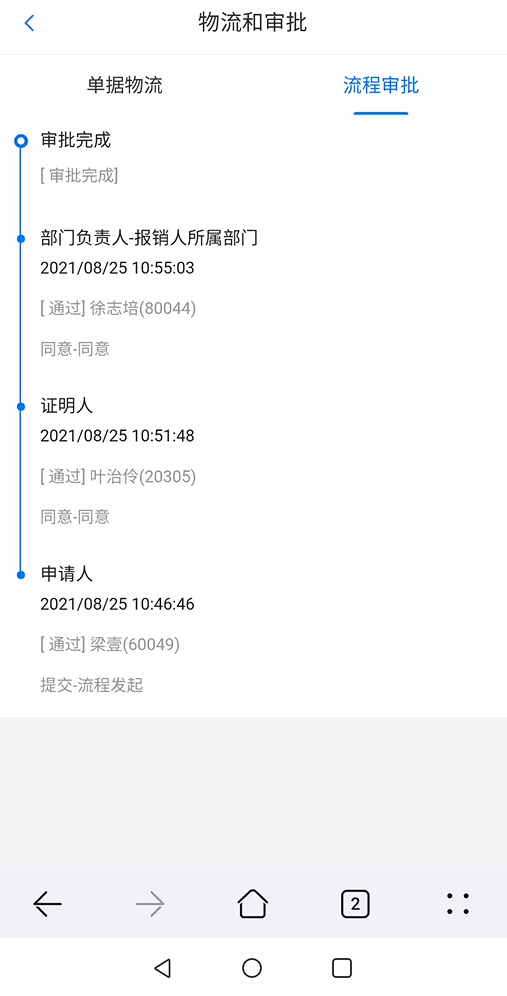 物流和审批
单据物流
流程审批
审批完成
[ 审批完成]
部门负责人-报销人所属部门
2021/08/25 10:55:03
[ 通过] 徐志培(80044)
同意-同意
证明人
2021/08/25 10:51:48
[ 通过] 叶治伶(20305)
同意-同意
申请人
2021/08/25 10:46:46
[ 通过] 梁壹(60049)
提交-流程发起
2